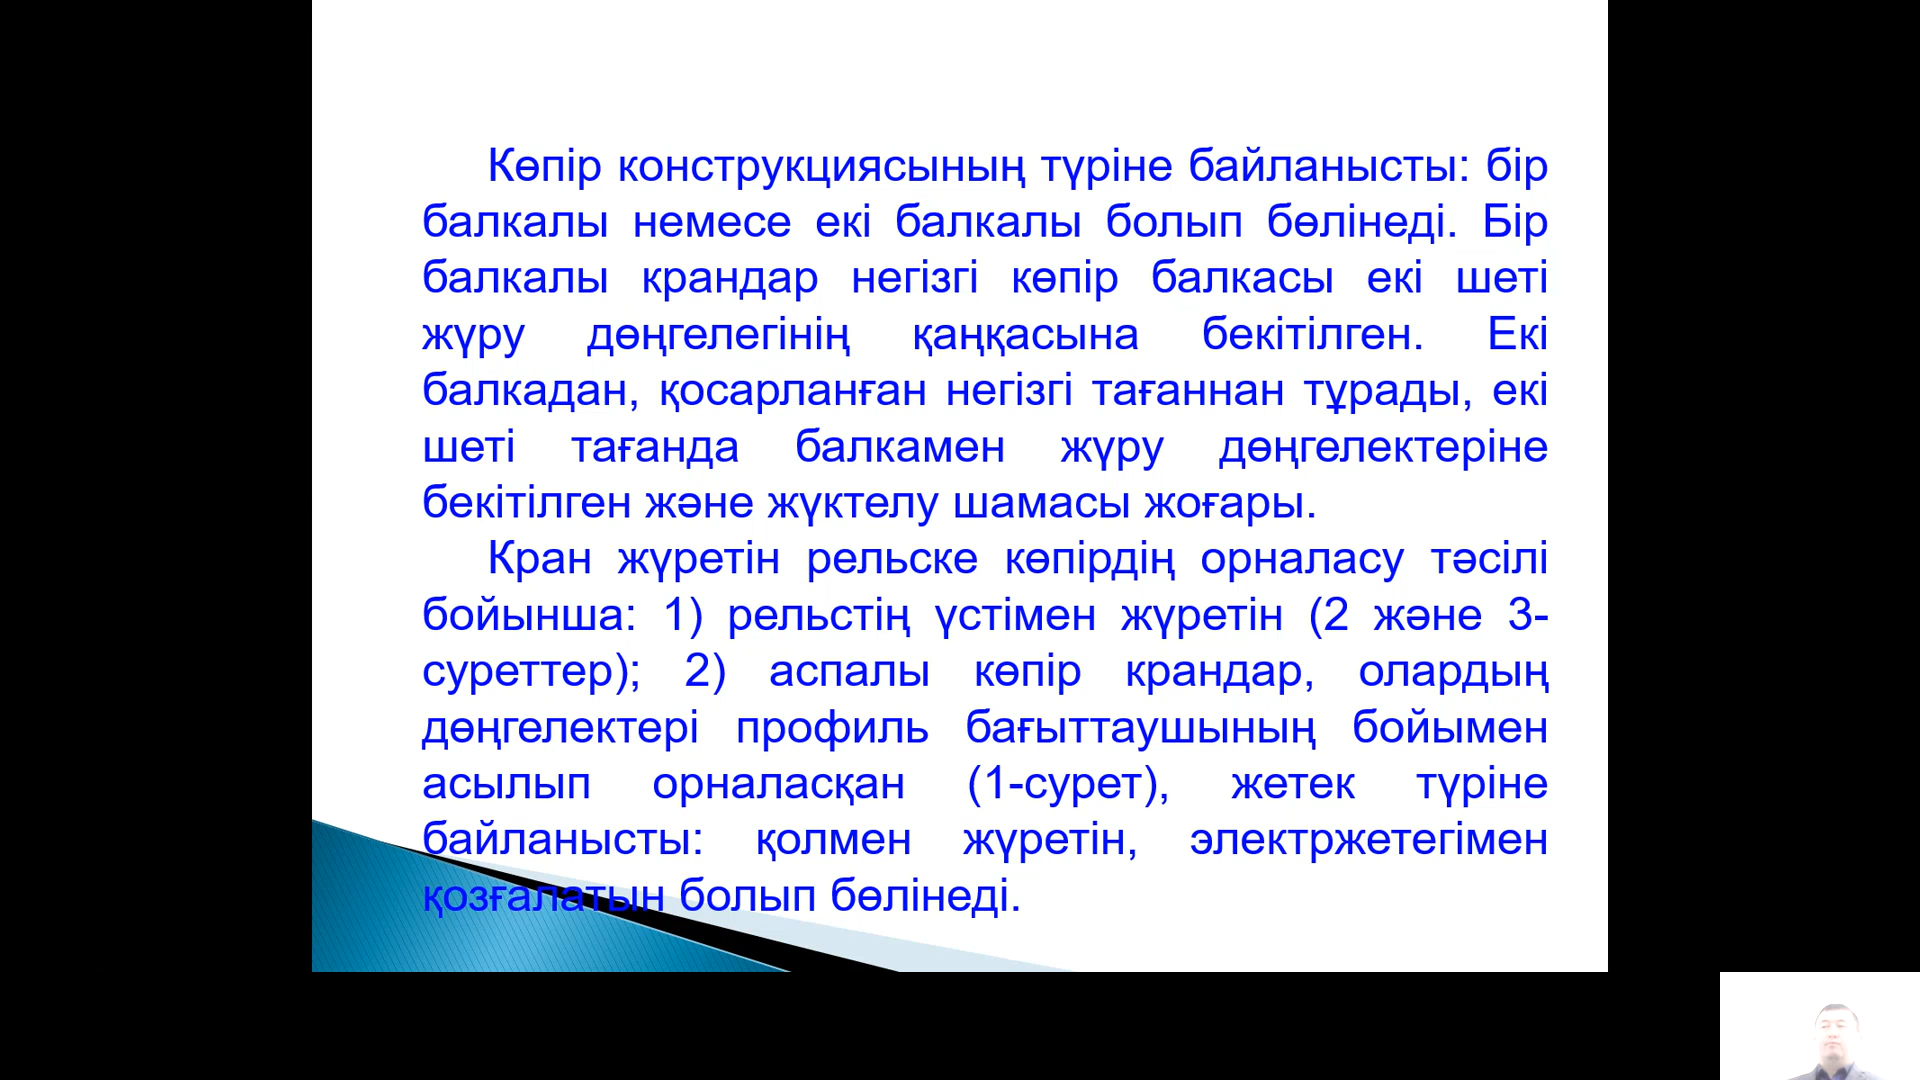 Көпір конструкциясының түріне байланысты: бір
балкалы немесе екі балкалы болып бөлінеді. Бір
балкалы крандар негізгі көпір балкасы екі шеті
жүру дөңгелегінің қаңқасына бекітілген. Екі
балкадан, қосарланған негізгі тағаннан тұрады, екі
шеті тағанда балкамен жүру дөңгелектеріне
бекітілген және жүктелу шамасы жоғары.
Кран жүретін рельске көпірдің орналасу тәсілі
бойынша: 1) рельстің үстімен жүретін (2 және 3-
суреттер); 2) аспалы көпір крандар, олардың
дөңгелектері профиль бағыттаушының бойымен
асылып орналасқан (1-сурет), жетек түріне
байланысты: қолмен жүретін, электржетегімен
қозғалатын болып бөлінеді.